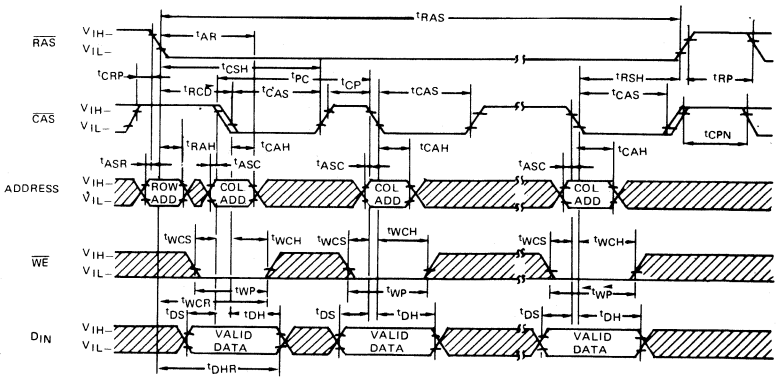 tRAS
VIH–
tAR
RAS
VIL–
tCSH
tPC
tCRP
tRCD
tCAS
tCP
tCAS
tRSH
tRP
tCAS
VIH–
CAS
VIL–
tRAH
tCAH
tCAH
tCAH
tCPN
tASR
tASC
tASC
tASC
ADDRESS
VIH–
VIL–
ROW ADD
COL ADD
COL ADD
COL ADD
tWCS
tWCH
tWCS
tWCH
tWCS
tWCH
VIH–
WE
VIL–
tWP
tWP
tWP
tWCR
tDS
tDH
tDS
tDH
tDS
tDH
DIN
VIH–
VIL–
VALID DATA
VALID DATA
VALID DATA
tDHR